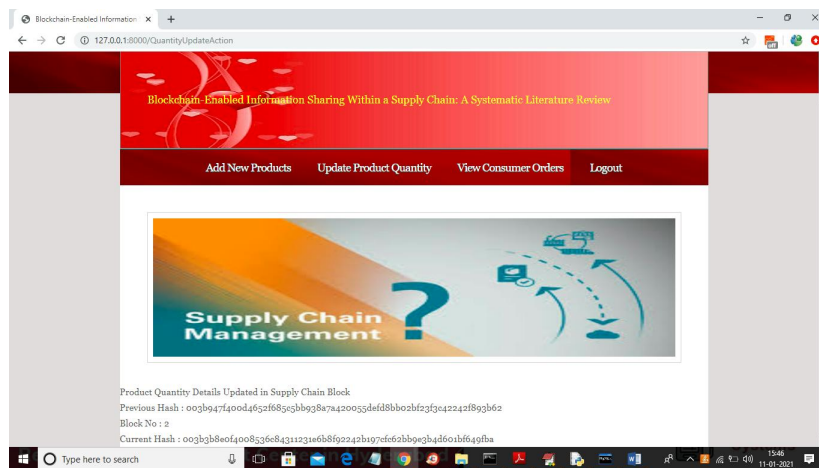 Blockchain-Enabled Information
127.0.0.1:8000/QuantityUpdateAction
Blockchain-Enabled Information Sharing Within a Supply Chain: A Systematic Literature Review
Add New Products Update Product Quantity View Consumer Orders Logout
Supply Chain
Management
?
Product Quantity Details Updated in Supply Chain Block
Previous Hash : 003b947f400d4652f685c5bb938a7a420055defd8bb02bf23f3c42242f893b62
Block No : 2
Current Hash : 003b3b8e0f4008536c84311231e6b8f92242b197cfe62bb9e3b4d601bf649fba
Type here to search
15:46
11-01-2021